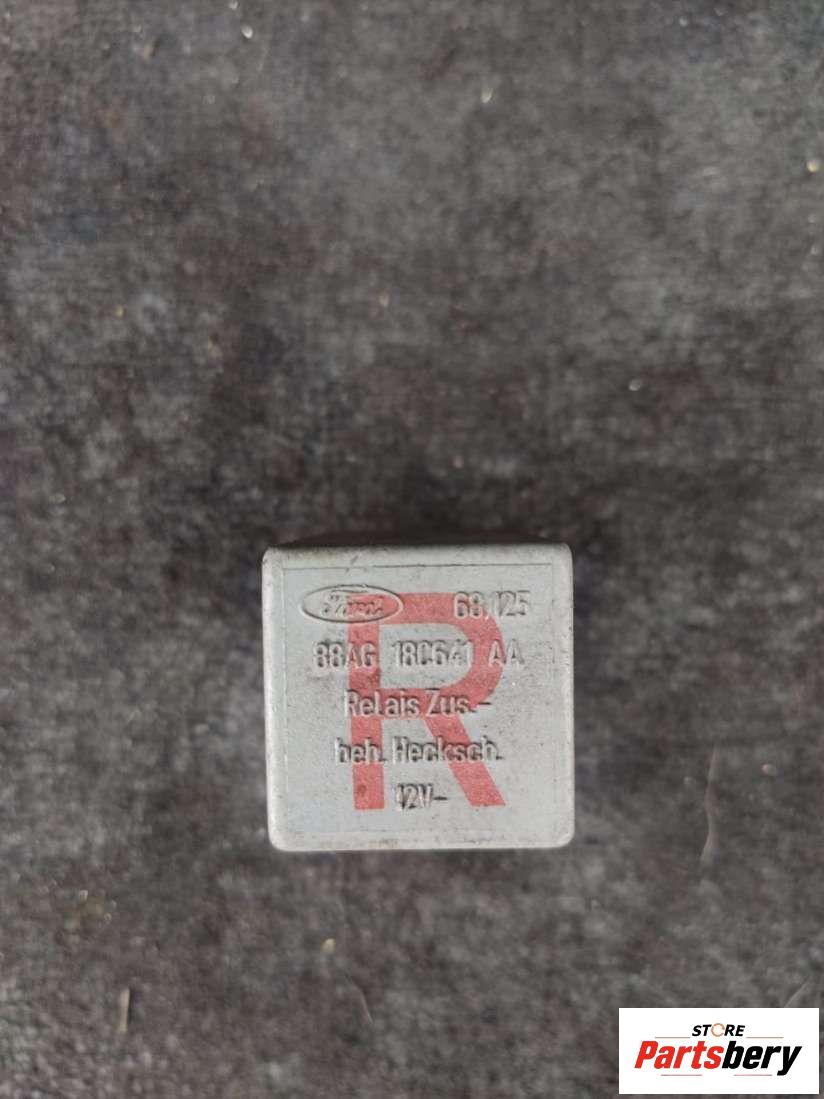 Ford 68/125
88AG 18C641 AA
Relais Zus.-
beh. Hecksch.
12V-
R
STORE
Partsbery